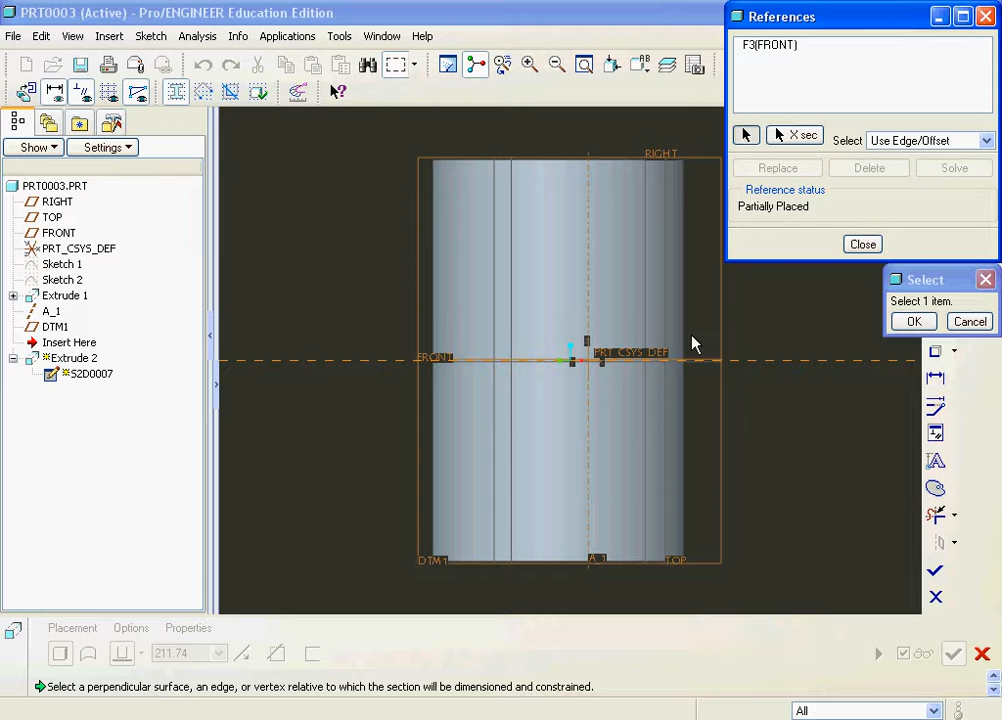 PRT0003 (Active) - Pro/ENGINEER Education Edition
File Edit View Insert Sketch Analysis Info Applications Tools Window Help
Show Settings
PRT0003.PRT
RIGHT
TOP
FRONT
PRT_CSYS_DEF
Sketch 1
Sketch 2
Extrude 1
A_1
DTM1
Insert Here
Extrude 2
S2D0007
RIGHT
FRONT
PRT_CSYS_DEF
DTM1
A_1
TOP
References
F3(FRONT)
X sec
Select Use Edge/Offset
Replace Delete Solve
Reference status
Partially Placed
Close
Select
Select 1 item.
OK Cancel
Placement Options Properties
211.74
Select a perpendicular surface, an edge, or vertex relative to which the section will be dimensioned and constrained.
All